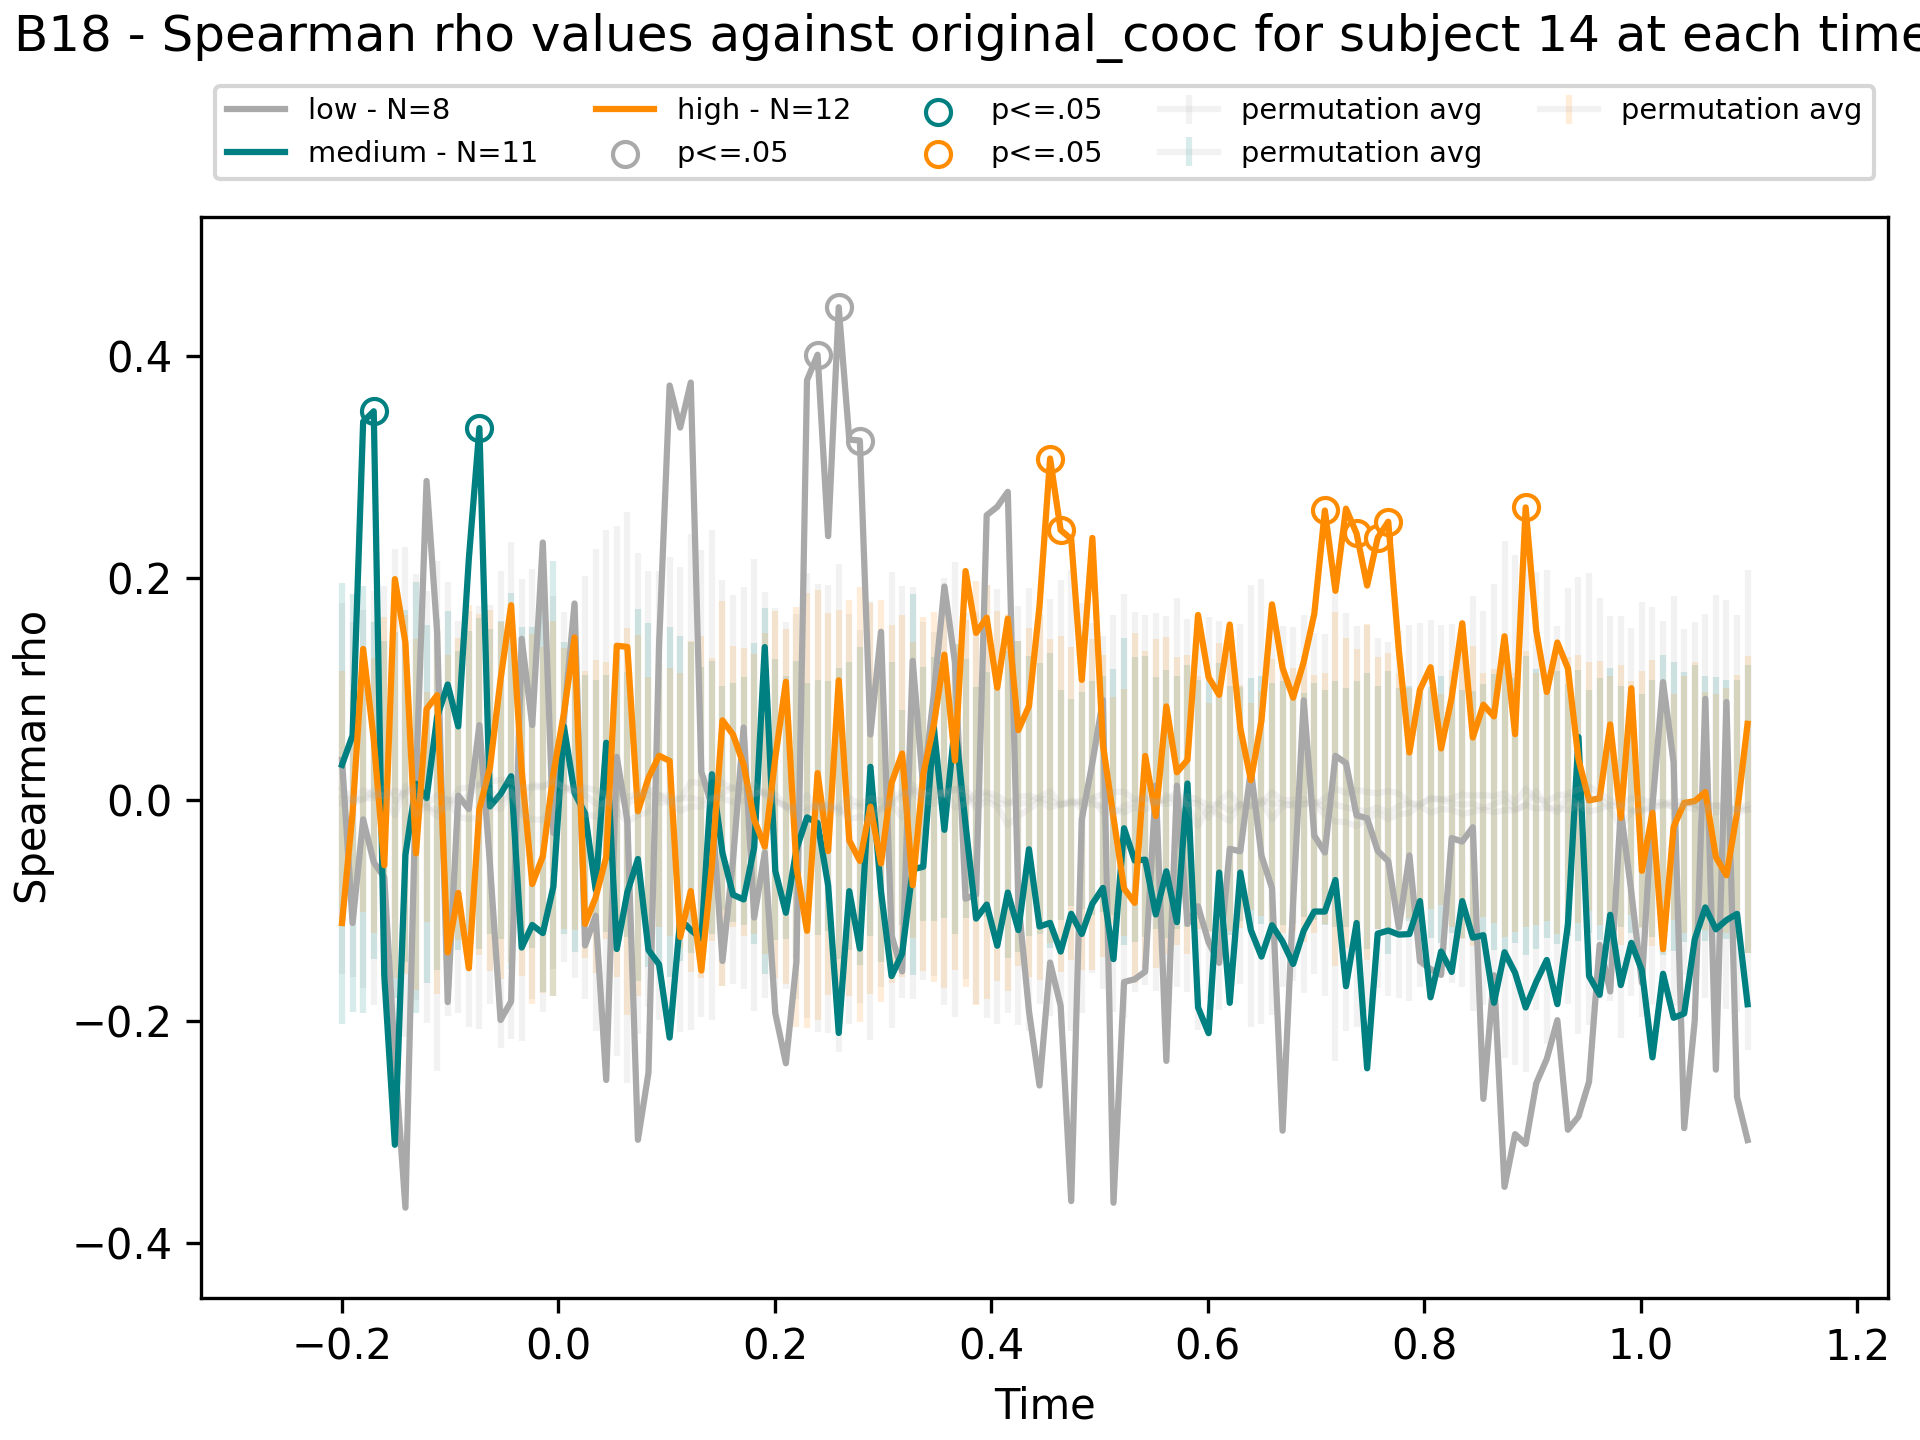 B18 - Spearman rho values against original_cooc for subject 14 at each time
low - N=8
medium - N=11
high - N=12
p<=.05
p<=.05
p<=.05
permutation avg
permutation avg
permutation avg
Spearman rho
0.4
0.2
0.0
−0.2
−0.4
−0.2 0.0 0.2 0.4 0.6 0.8 1.0 1.2
Time